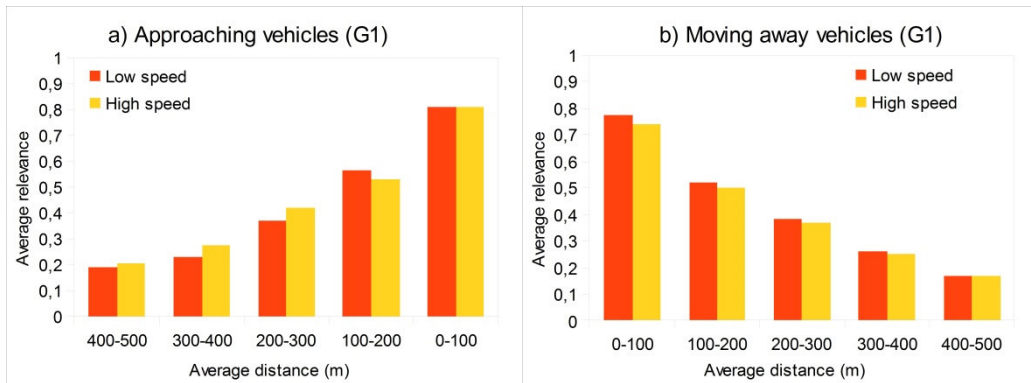 a) Approaching vehicles (G1)
1
0,9
0,8
0,7
0,6
0,5
0,4
0,3
0,2
0,1
0
Average relevance
Low speed
High speed
400-500 300-400 200-300 100-200 0-100
Average distance (m)
b) Moving away vehicles (G1)
1
0,9
0,8
0,7
0,6
0,5
0,4
0,3
0,2
0,1
0
Average relevance
Low speed
High speed
0-100 100-200 200-300 300-400 400-500
Average distance (m)